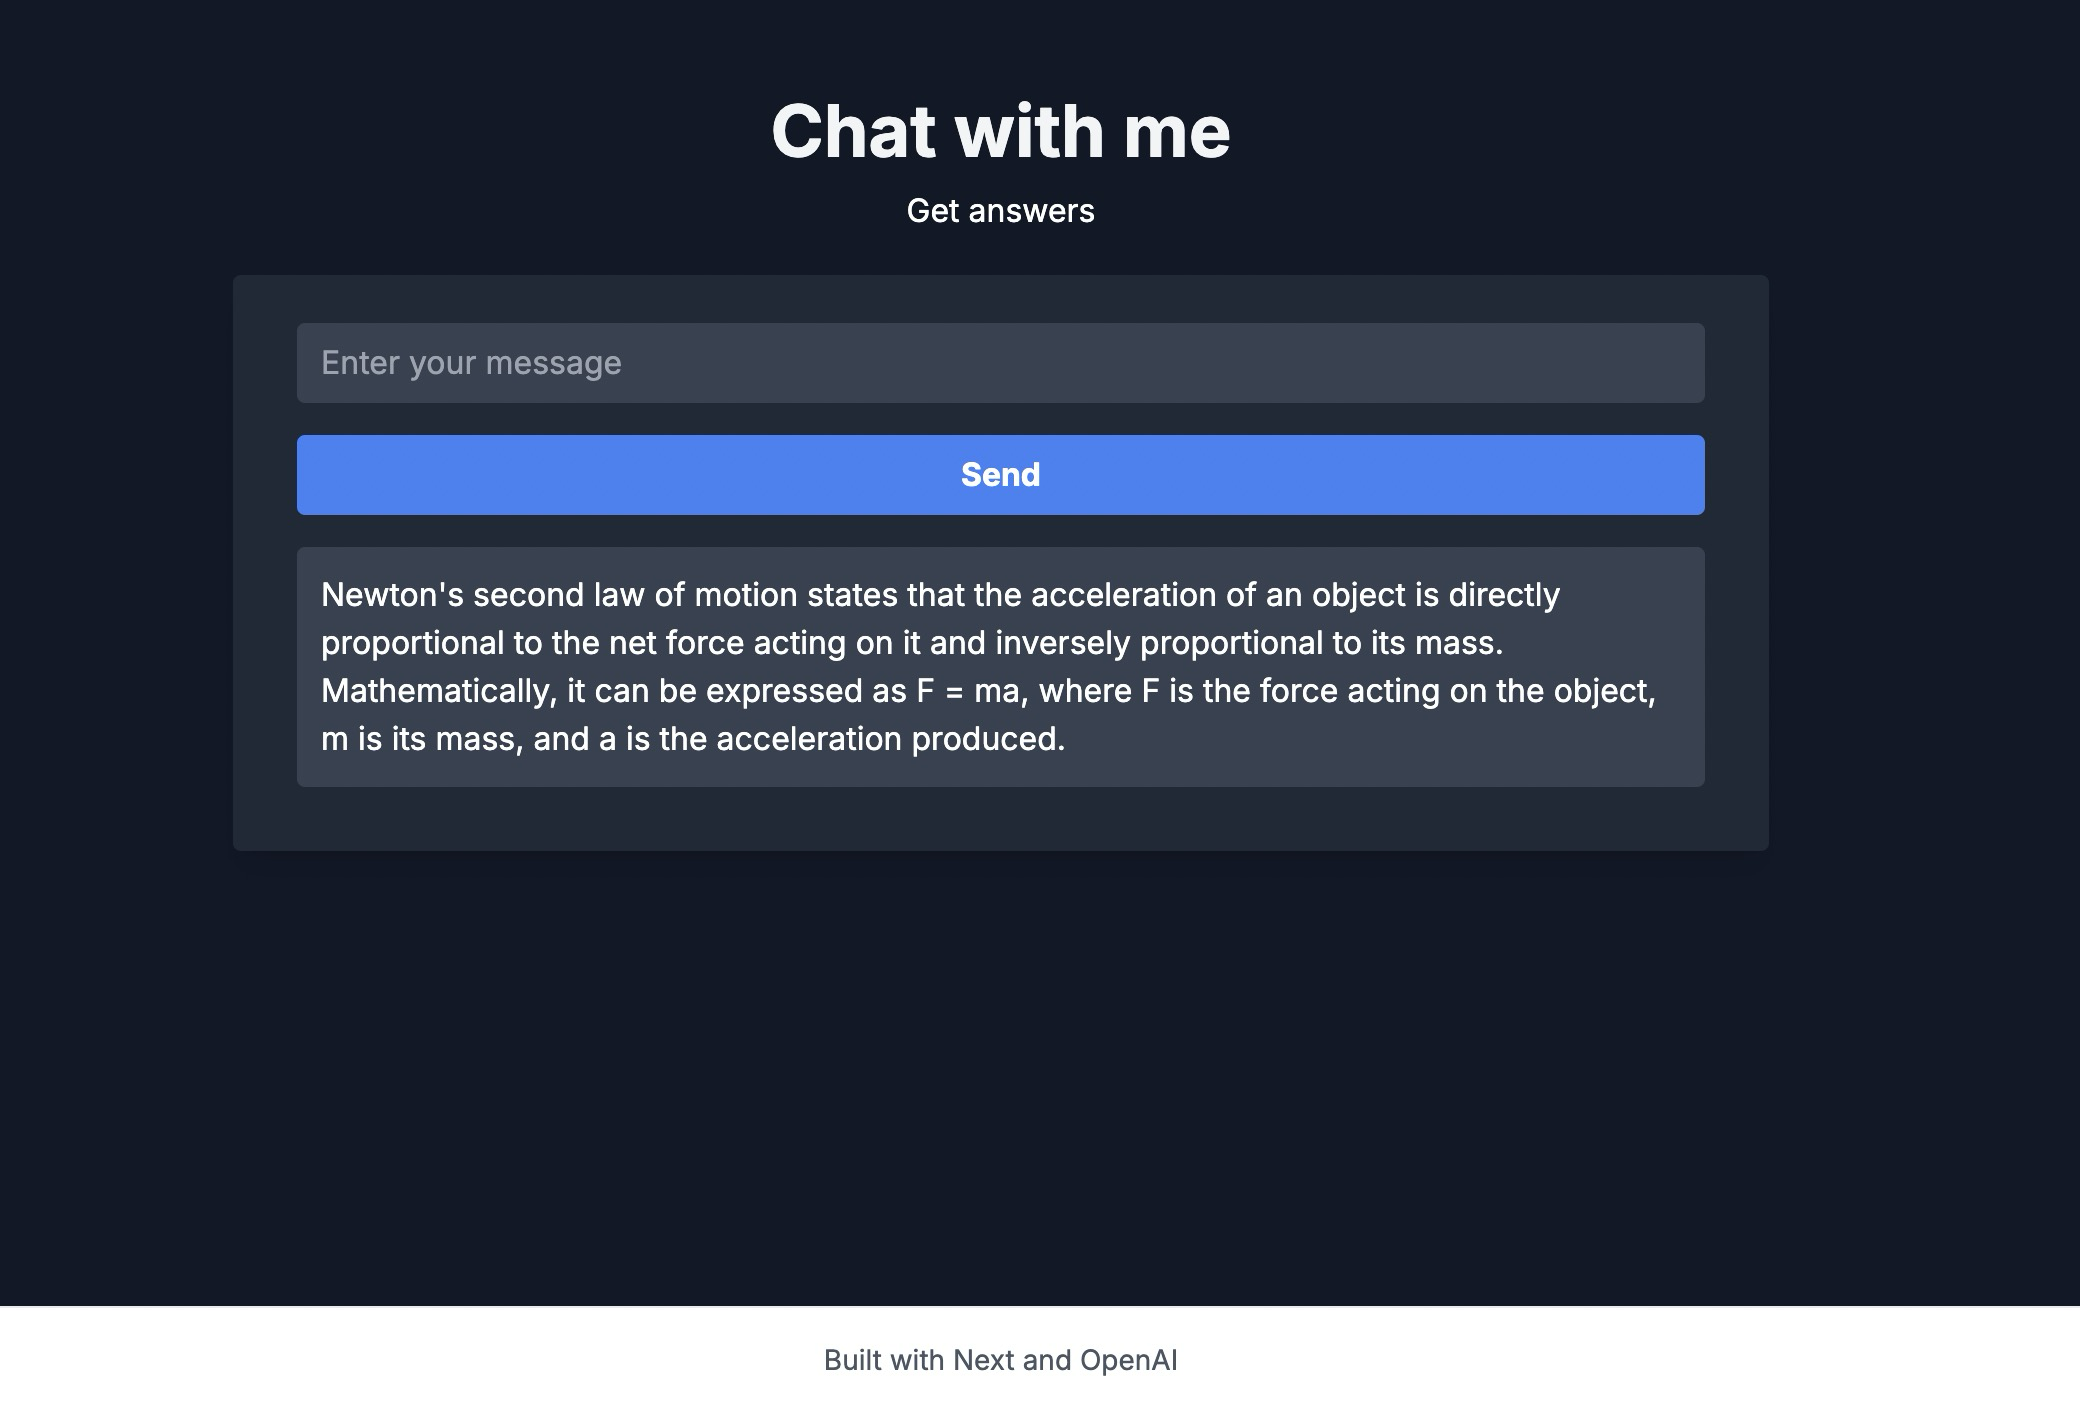 Chat with me
Get answers
Enter your message
Send
Newton's second law of motion states that the acceleration of an object is directly
proportional to the net force acting on it and inversely proportional to its mass.
Mathematically, it can be expressed as F = ma, where F is the force acting on the object,
m is its mass, and a is the acceleration produced.
Built with Next and OpenAI